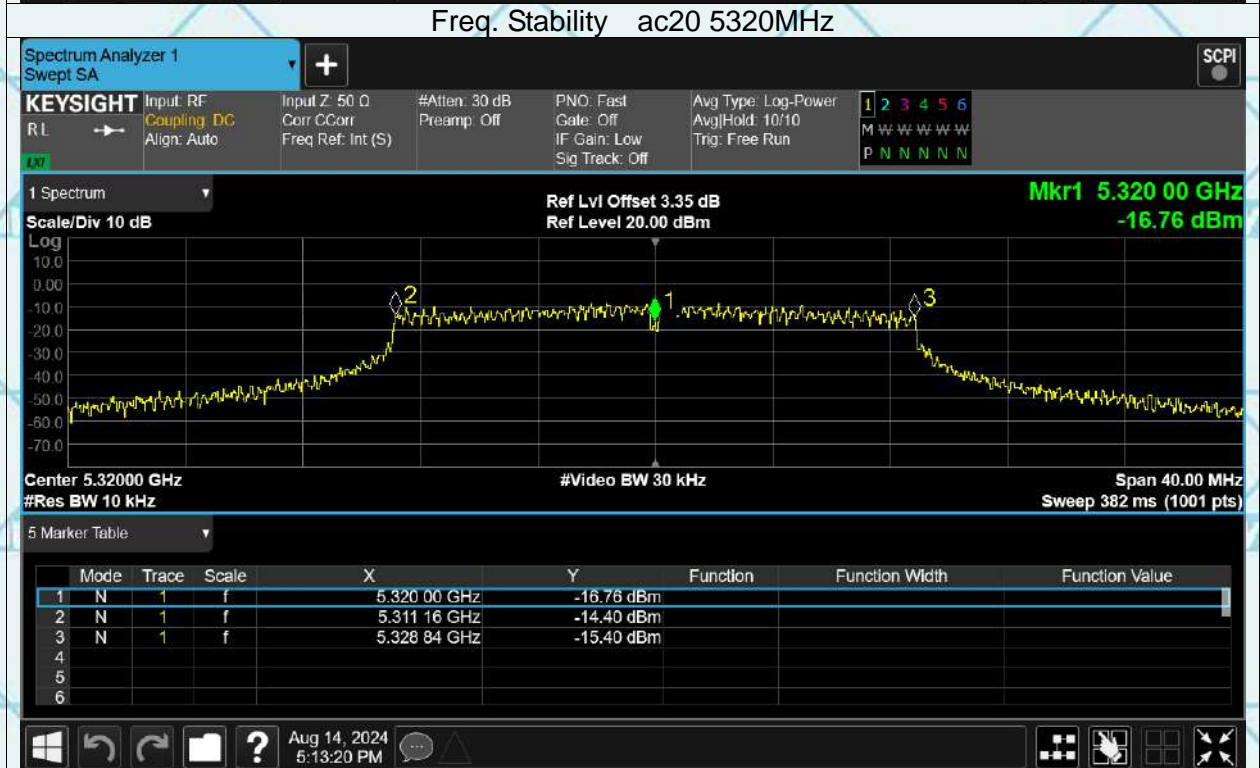 Freq. Stability ac20 5320MHz
Spectrum Analyzer 1
Swept SA
SCPI
KEYSIGHT Input: RF Input Z: 50 Ω #Atten: 30 dB PNO: Fast Avg Type: Log-Power 1 2 3 4 5 6
RL Coupling: DC Corr CCorr Preamp: Off Gate: Off Avg|Hold: 10/10 M W W W W W
Align: Auto Freq Ref: Int (S) IF Gain: Low Trig: Free Run P N N N N N
LXI Sig Track: Off
1 Spectrum Ref Lvl Offset 3.35 dB Mkr1 5.320 00 GHz
Scale/Div 10 dB Ref Level 20.00 dBm -16.76 dBm
Log
10.0
0.00
-10.0
-20.0
-30.0
-40.0
-50.0
-60.0
-70.0
2
1
3
Center 5.32000 GHz #Video BW 30 kHz Span 40.00 MHz
#Res BW 10 kHz Sweep 382 ms (1001 pts)
5 Marker Table
Mode Trace Scale X Y Function Function Width Function Value
1 N 1 f 5.320 00 GHz -16.76 dBm
2 N 1 f 5.311 16 GHz -14.40 dBm
3 N 1 f 5.328 84 GHz -15.40 dBm
4
5
6
? Aug 14, 2024
5:13:20 PM